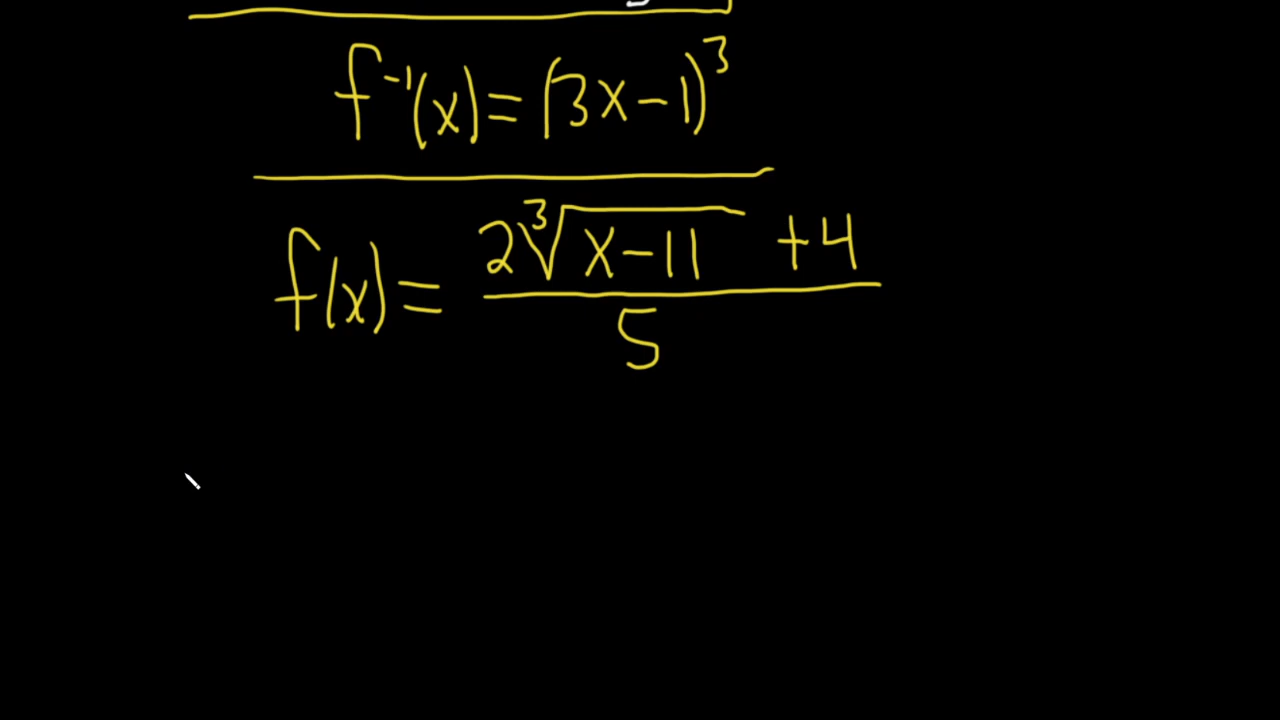 f⁻¹(x) = (3x - 1)³
f(x) = 2∛(x - 11) + 4
5